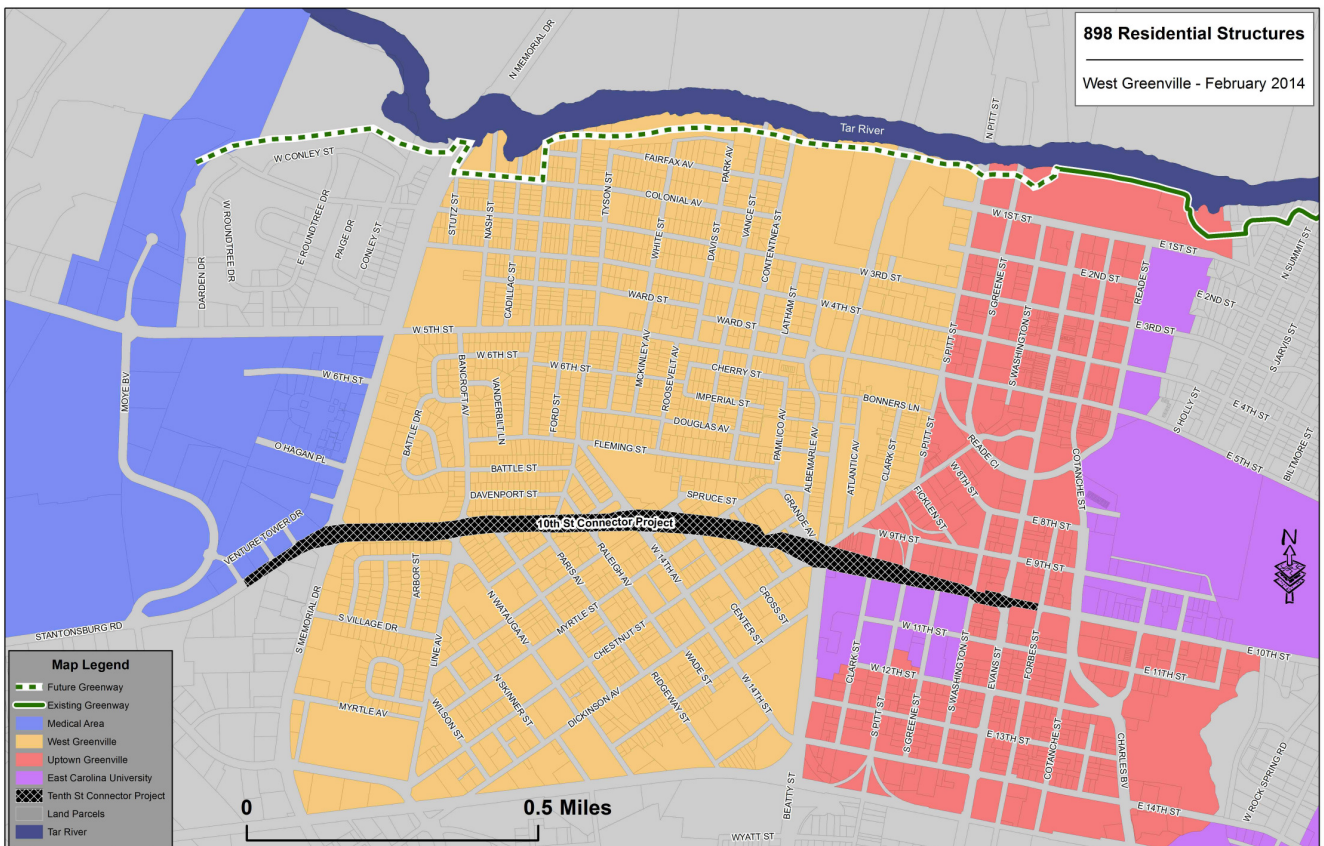 898 Residential Structures
West Greenville - February 2014
N MEMORIAL DR
N PITT ST
Tar River
W CONLEY ST
FAIRFAX AV
PARK AV
COLONIAL AV
TYSON ST
STUTZ ST
NASH ST
W ROUNDTREE DR
E ROUNDTREE DR
PAIGE DR
CONLEY ST
DARDEN DR
WHITE ST
DAVIS ST
VANCE ST
CONTENTNEA ST
W 1ST ST
E 1ST ST
N SUMMIT ST
W 3RD ST
S GREENE ST
E 2ND ST
READE ST
E 2ND ST
CADILLAC ST
WARD ST
WARD ST
LATHAM ST
W 4TH ST
S WASHINGTON ST
E 3RD ST
S JARVIS ST
W 5TH ST
S PITT ST
MOYE BV
W 6TH ST
W 6TH ST
BANCROFT AV
VANDERBILT LN
W 6TH ST
MCKINLEY AV
ROOSEVELT AV
CHERRY ST
IMPERIAL ST
BONNERS LN
S HOLLY ST
E 4TH ST
BATTLE DR
FORD ST
DOUGLAS AV
PAMLICO AV
ALBEMARLE AV
ATLANTIC AV
CLARK ST
S PITT ST
READE CI
COTANCHE ST
E 5TH ST
BILTMORE ST
O HAGAN PL
FLEMING ST
BATTLE ST
DAVENPORT ST
SPRUCE ST
GRANDE AV
W 8TH ST
FICKLEN ST
E 8TH ST
N
VENTURE TOWER DR
10th St Connector Project
W 9TH ST
E 9TH ST
ARBOR ST
PARIS AV
RALEIGH AV
W 14TH AV
CROSS ST
CENTER ST
S MEMORIAL DR
S VILLAGE DR
LINE AV
N WATAUGA AV
MYRTLE ST
CHESTNUT ST
WADE ST
W 14TH ST
STANTONSBURG RD
CLARK ST
W 11TH ST
W 12TH ST
S WASHINGTON ST
EVANS ST
FORBES ST
E 10TH ST
E 11TH ST
MYRTLE AV
WILSON ST
N SKINNER ST
DICKINSON AV
RIDGEWAY ST
S PITT ST
S GREENE ST
E 13TH ST
COTANCHE ST
CHARLES BV
E 14TH ST
W ROCK SPRING RD
BEATTY ST
WYATT ST
Map Legend
Future Greenway
Existing Greenway
Medical Area
West Greenville
Uptown Greenville
East Carolina University
Tenth St Connector Project
Land Parcels
Tar River
0
0.5 Miles